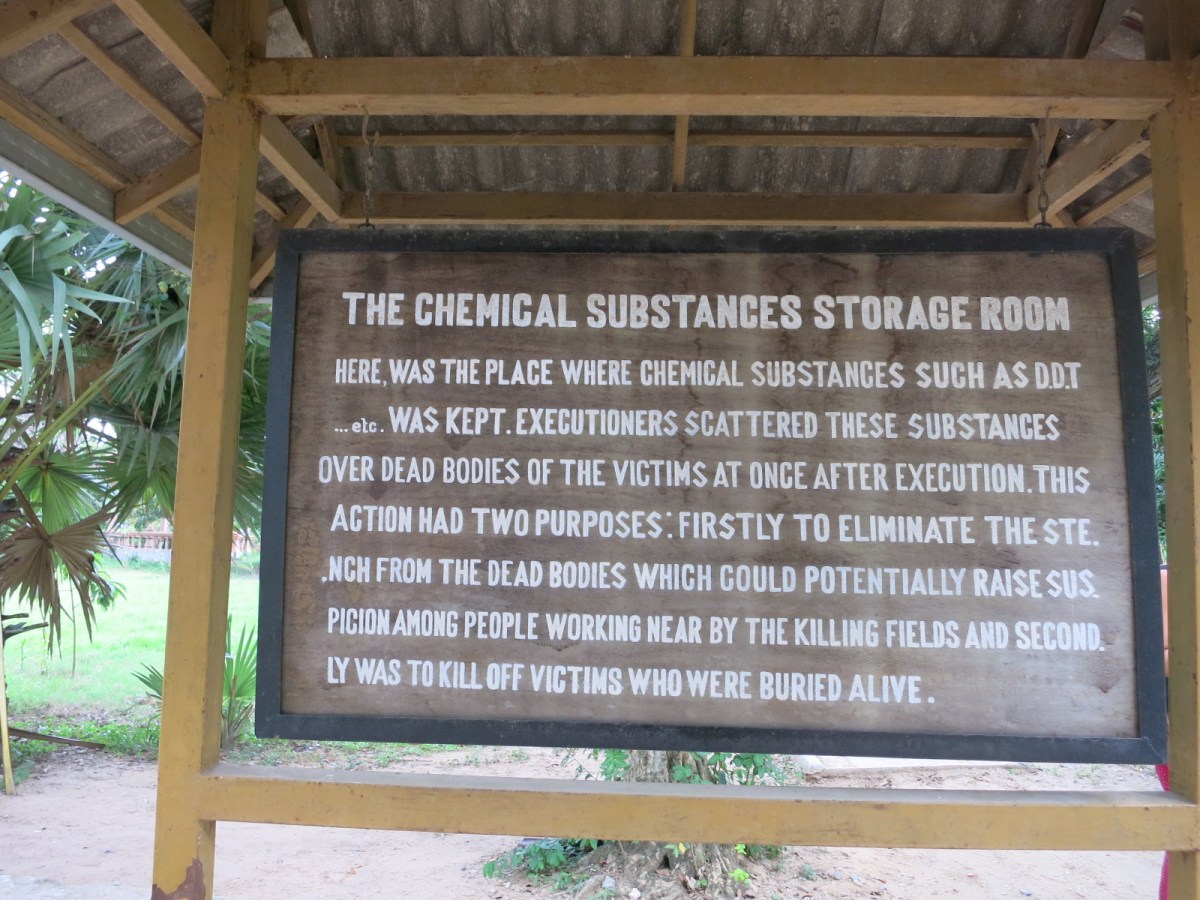 THE CHEMICAL SUBSTANCES STORAGE ROOM
HERE, WAS THE PLACE WHERE CHEMICAL SUBSTANCES SUCH AS D.D.T
... etc. WAS KEPT. EXECUTIONERS SCATTERED THESE SUBSTANCES
OVER DEAD BODIES OF THE VICTIMS AT ONCE AFTER EXECUTION. THIS
ACTION HAD TWO PURPOSES: FIRSTLY TO ELIMINATE THE STE.
.NCH FROM THE DEAD BODIES WHICH COULD POTENTIALLY RAISE SUS.
PICION AMONG PEOPLE WORKING NEAR BY THE KILLING FIELDS AND SECOND.
LY WAS TO KILL OFF VICTIMS WHO WERE BURIED ALIVE.